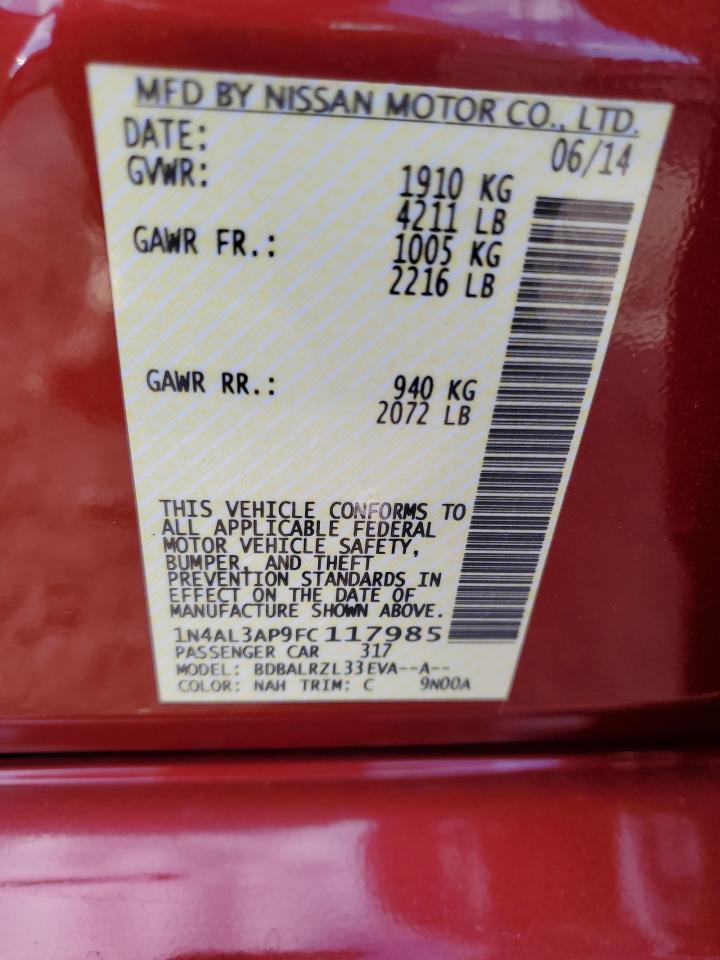 MFD BY NISSAN MOTOR CO., LTD.
DATE: 06/14
GVWR: 1910 KG
4211 LB
GAWR FR.: 1005 KG
2216 LB
GAWR RR.: 940 KG
2072 LB
THIS VEHICLE CONFORMS TO
ALL APPLICABLE FEDERAL
MOTOR VEHICLE SAFETY,
BUMPER, AND THEFT
PREVENTION STANDARDS IN
EFFECT ON THE DATE OF
MANUFACTURE SHOWN ABOVE.
1N4AL3AP9FC117985
PASSENGER CAR 317
MODEL: BDBALRZL33EVA--A--
COLOR: NAH TRIM: C 9N00A